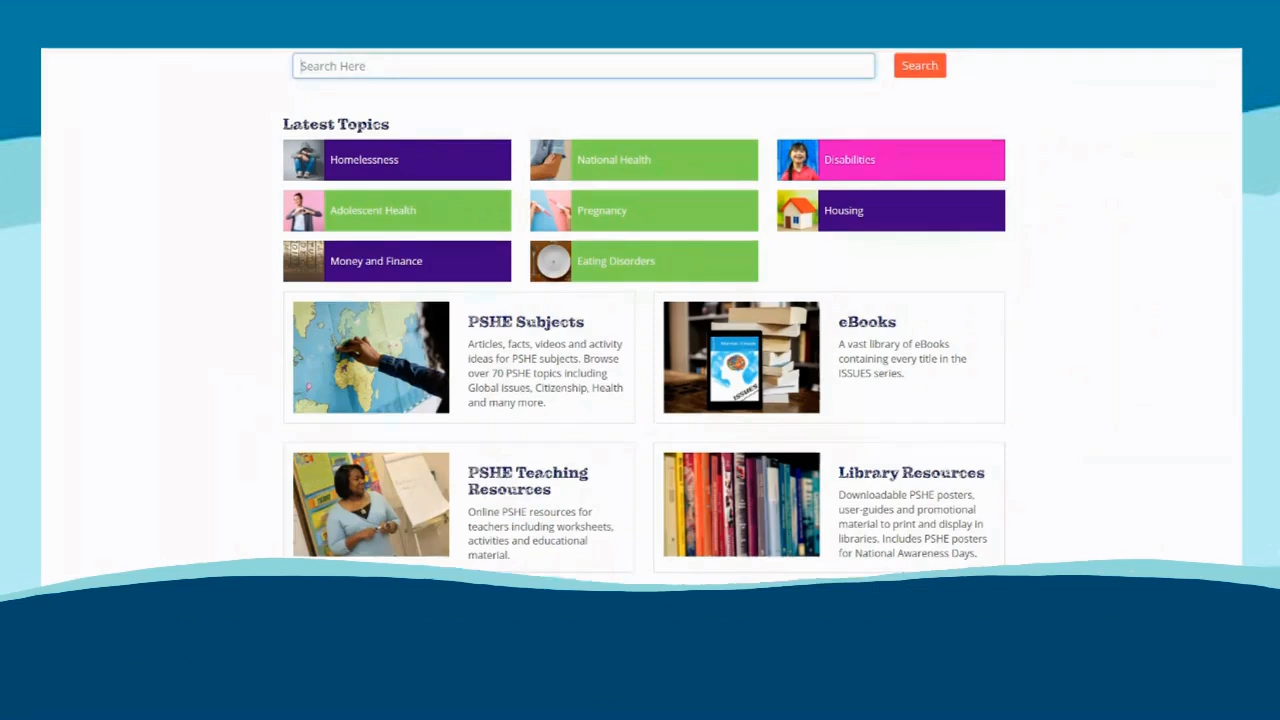 Search Here
Search
Latest Topics
Homelessness
National Health
Disabilities
Adolescent Health
Pregnancy
Housing
Money and Finance
Eating Disorders
PSHE Subjects
Articles, facts, videos and activity
ideas for PSHE subjects. Browse
over 70 PSHE topics including
Global issues, Citizenship, Health
and many more.
eBooks
A vast library of eBooks
containing every title in the
ISSUES series.
ISSUES
PSHE Teaching
Resources
Online PSHE resources for
teachers including worksheets,
activities and educational
material.
Library Resources
Downloadable PSHE posters,
user-guides and promotional
material to print and display in
libraries. Includes PSHE posters
for National Awareness Days.